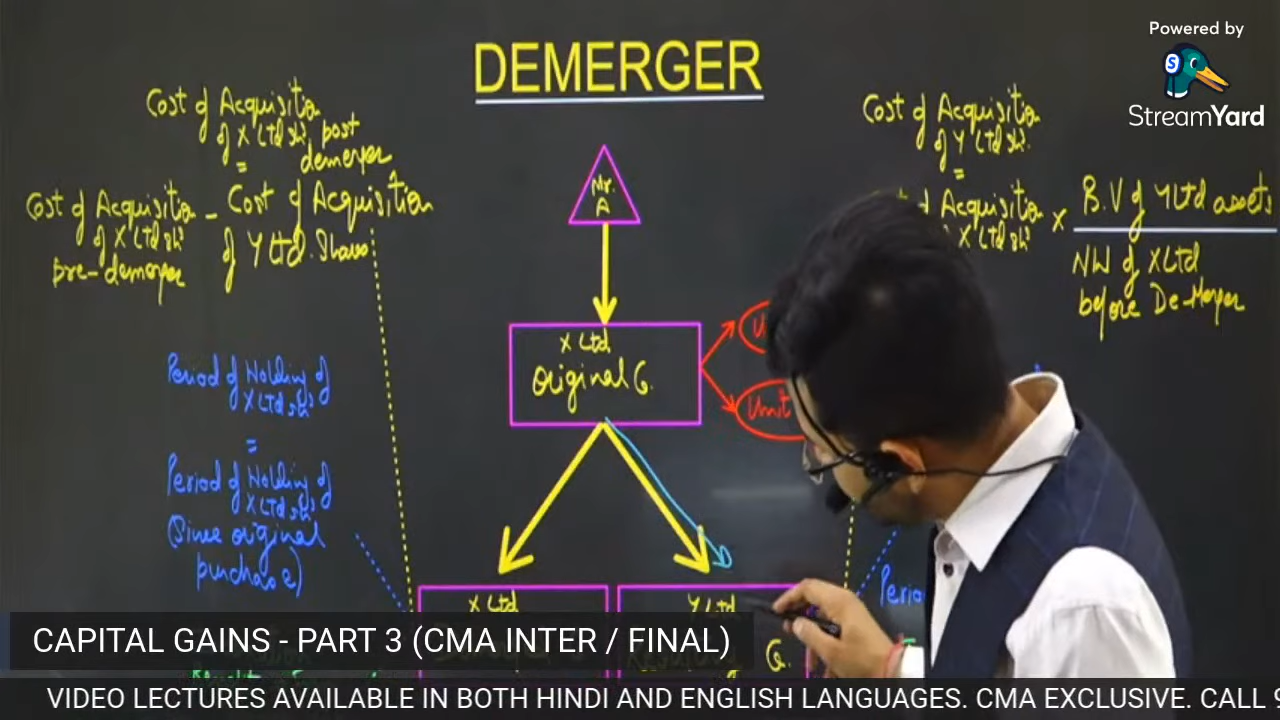 Powered by
StreamYard
DEMERGER
Cost of Acquisition
of X Ltd sh. post
demerger
=
Cost of Acquisition - Cost of Acquisition
of X Ltd sh of Y Ltd. Shares
pre-demerger
Cost of Acquisition
of Y Ltd sh.
=
Acquisition × B.V of Y Ltd assets
X Ltd sh NW of X Ltd
before De-Merger
Mr.
A
X Ltd
Original Co.
Unit
Period of Holding of
X Ltd sh
=
Period of Holding of
X Ltd sh
(Since original
purchase)
X Ltd
Y Ltd
Co.
CAPITAL GAINS - PART 3 (CMA INTER / FINAL)
VIDEO LECTURES AVAILABLE IN BOTH HINDI AND ENGLISH LANGUAGES. CMA EXCLUSIVE. CALL 9